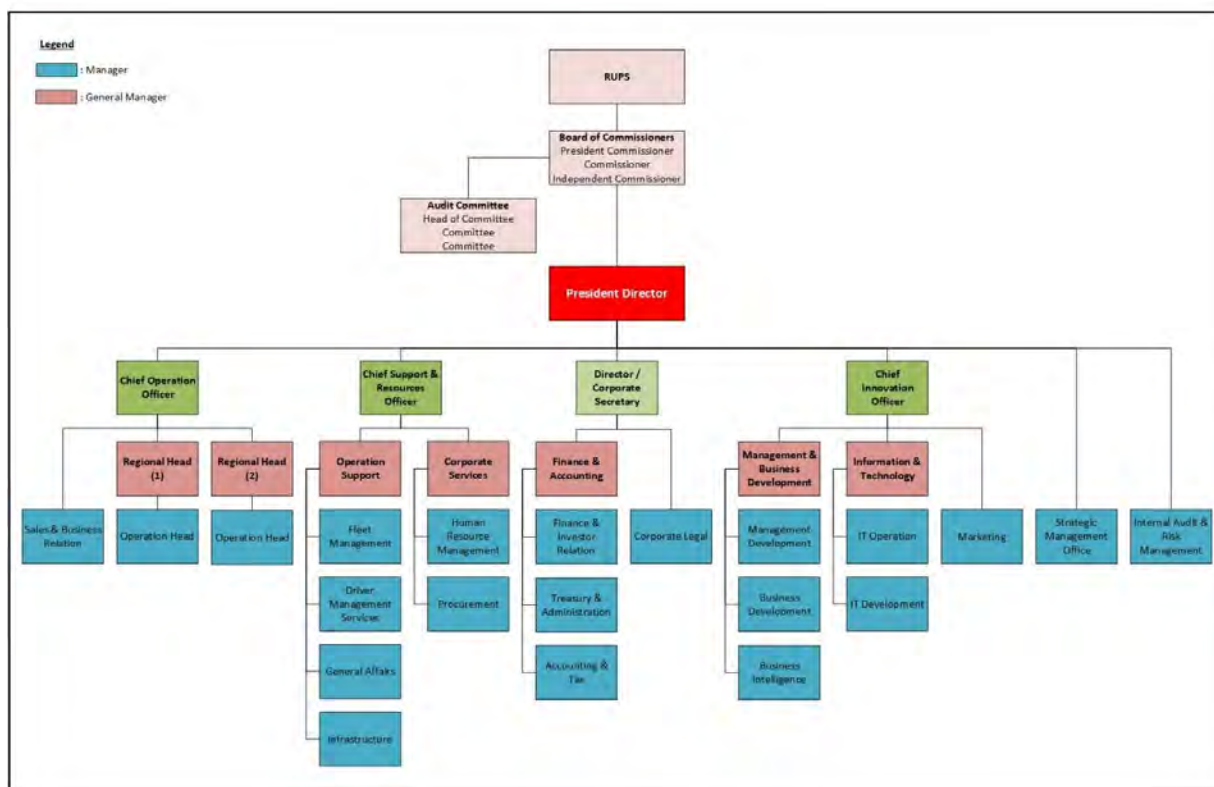 Legend
: Manager
: General Manager
RUPS
Board of Commissioners
President Commissioner
Commissioner
Independent Commissioner
Audit Committee
Head of Committee
Committee
Committee
President Director
Chief Operation
Officer
Chief Support &
Resources
Officer
Director /
Corporate
Secretary
Chief
Innovation
Officer
Regional Head
(1)
Regional Head
(2)
Operation
Support
Corporate
Services
Finance &
Accounting
Management &
Business
Development
Information &
Technology
Sales & Business
Relation
Operation Head
Operation Head
Fleet
Management
Human
Resource
Management
Finance &
Investor
Relation
Corporate Legal
Management
Development
IT Operation
Marketing
Strategic
Management
Office
Internal Audit &
Risk
Management
Driver
Management
Services
Procurement
Treasury &
Administration
Business
Development
IT Development
General Affairs
Accounting &
Tax
Business
Intelligence
Infrastructure